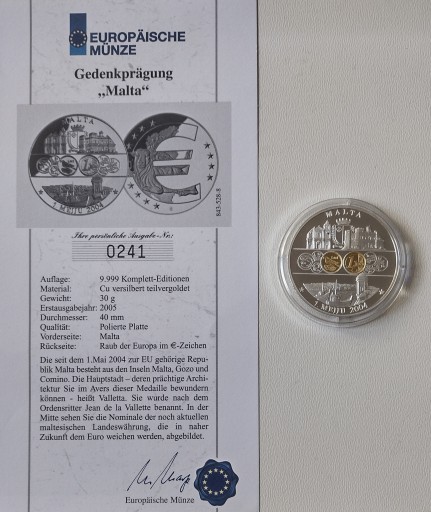 EUROPÄISCHE
MÜNZE
Gedenkprägung
„Malta“
MALTA
1 MEJJU 2004
843-528-8
Ihre persönliche Ausgabe-Nr.:
0241
Auflage: 9.999 Komplett-Editionen
Material: Cu versilbert teilvergoldet
Gewicht: 30 g
Erstausgabejahr: 2005
Durchmesser: 40 mm
Qualität: Polierte Platte
Vorderseite: Malta
Rückseite: Raub der Europa im €-Zeichen
Die seit dem 1.Mai 2004 zur EU gehörige Repu-
blik Malta besteht aus den Inseln Malta, Gozo und
Comino. Die Hauptstadt – deren prächtige Archi-
tektur Sie im Avers dieser Medaille bewundern
können - heißt Valletta. Sie wurde nach dem
Ordensritter Jean de la Vallette benannt. In der
Mitte sehen Sie die Nominale der noch aktuellen
maltesischen Landeswährung, die in naher
Zukunft dem Euro weichen werden, abgebildet.
Europäische Münze
MALTA
1 MEJJU 2004